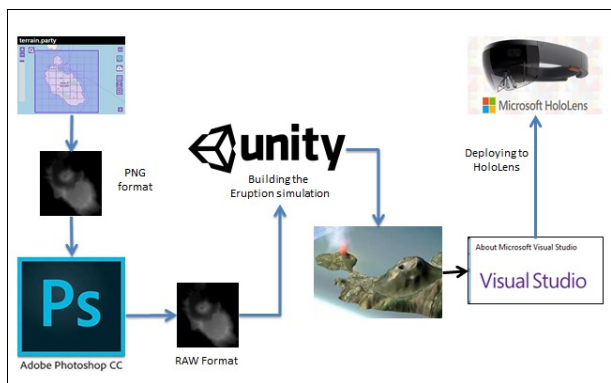 terrain.party
PNG
format
Ps
Adobe Photoshop CC
RAW Format
unity
Building the
Eruption simulation
About Microsoft Visual Studio
Visual Studio
Deploying to
HoloLens
Microsoft HoloLens